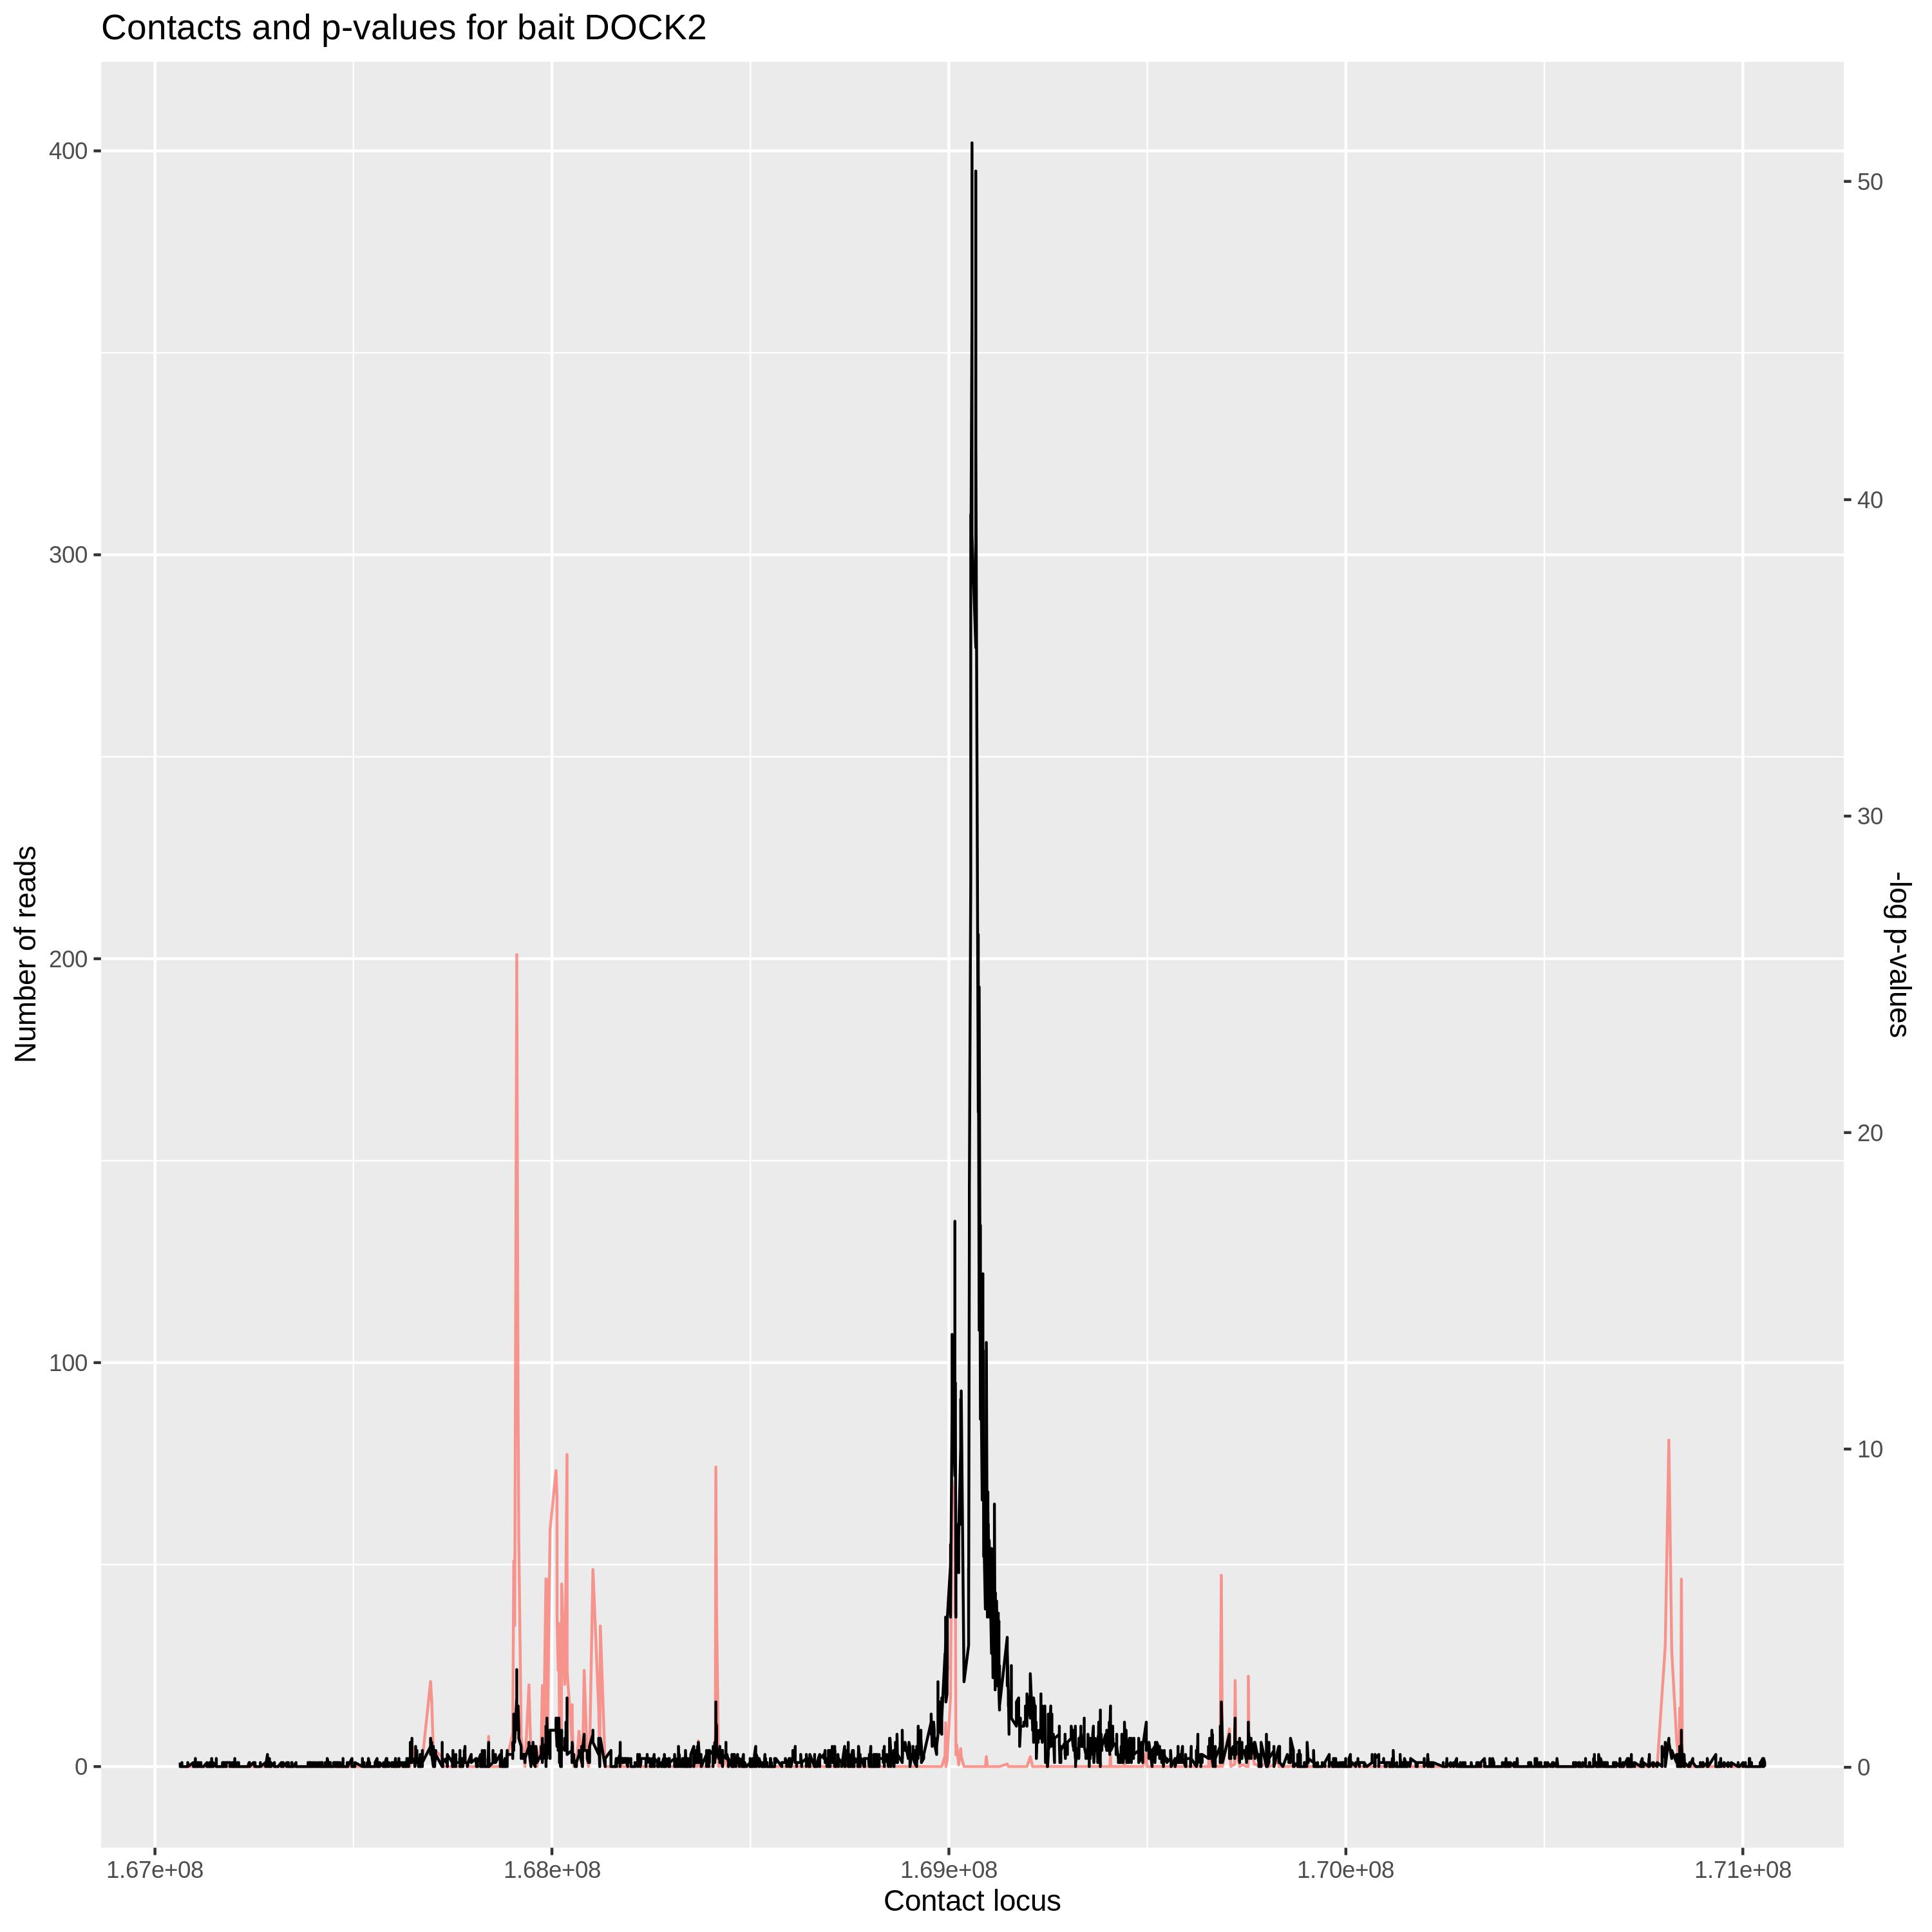 Contacts and p-values for bait DOCK2
400
300
200
100
0
Number of reads
50
40
30
20
10
0
-log p-values
1.67e+08 1.68e+08 1.69e+08 1.70e+08 1.71e+08
Contact locus